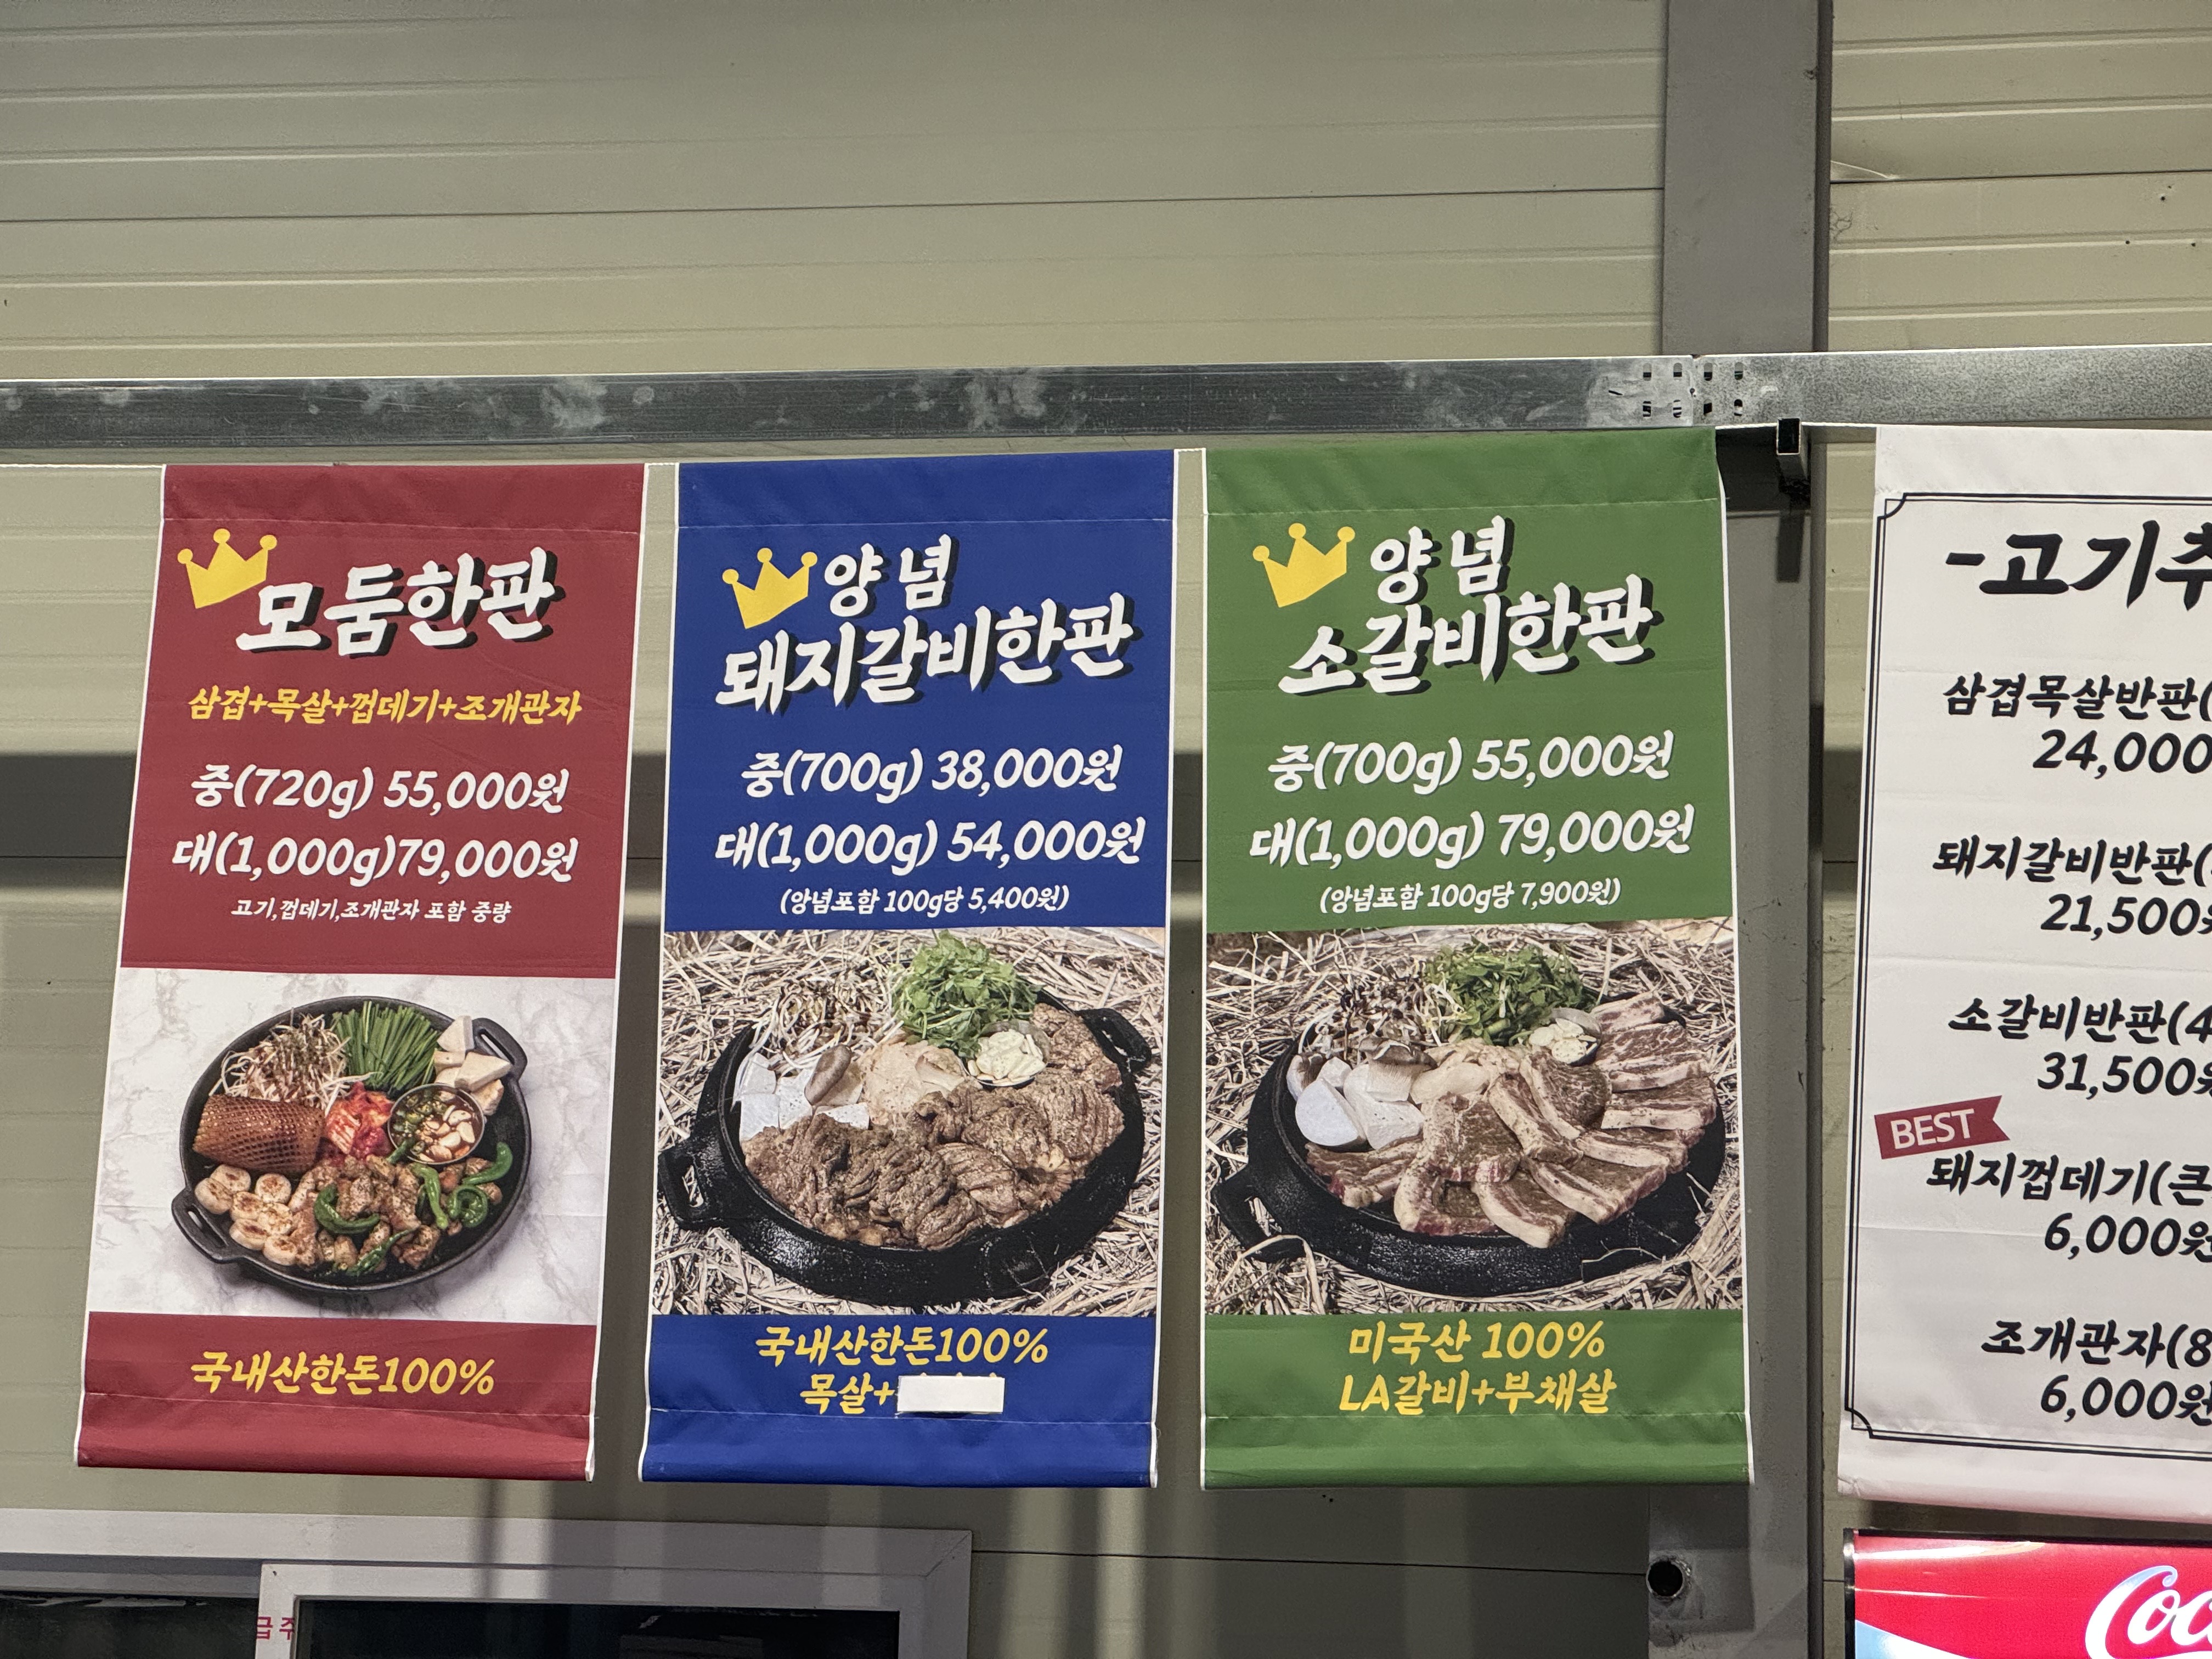 모둠한판
삼겹+목살+껍데기+조개관자
중(720g) 55,000원
대(1,000g)79,000원
고기,껍데기,조개관자 포함 중량
국내산한돈100%
양념
돼지갈비한판
중(700g) 38,000원
대(1,000g) 54,000원
(양념포함 100g당 5,400원)
국내산한돈100%
목살+
양념
소갈비한판
중(700g) 55,000원
대(1,000g) 79,000원
(양념포함 100g당 7,900원)
미국산 100%
LA갈비+부채살
-고기
삼겹목살반판(
24,000
돼지갈비반판(
21,500
소갈비반판(4
31,500
BEST
돼지껍데기(큰
6,000원
조개관자(8
6,000원
급주